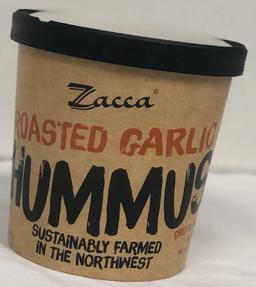 Zacca©
ROASTED GARLIC
HUMMUS
SUSTAINABLY FARMED
IN THE NORTHWEST